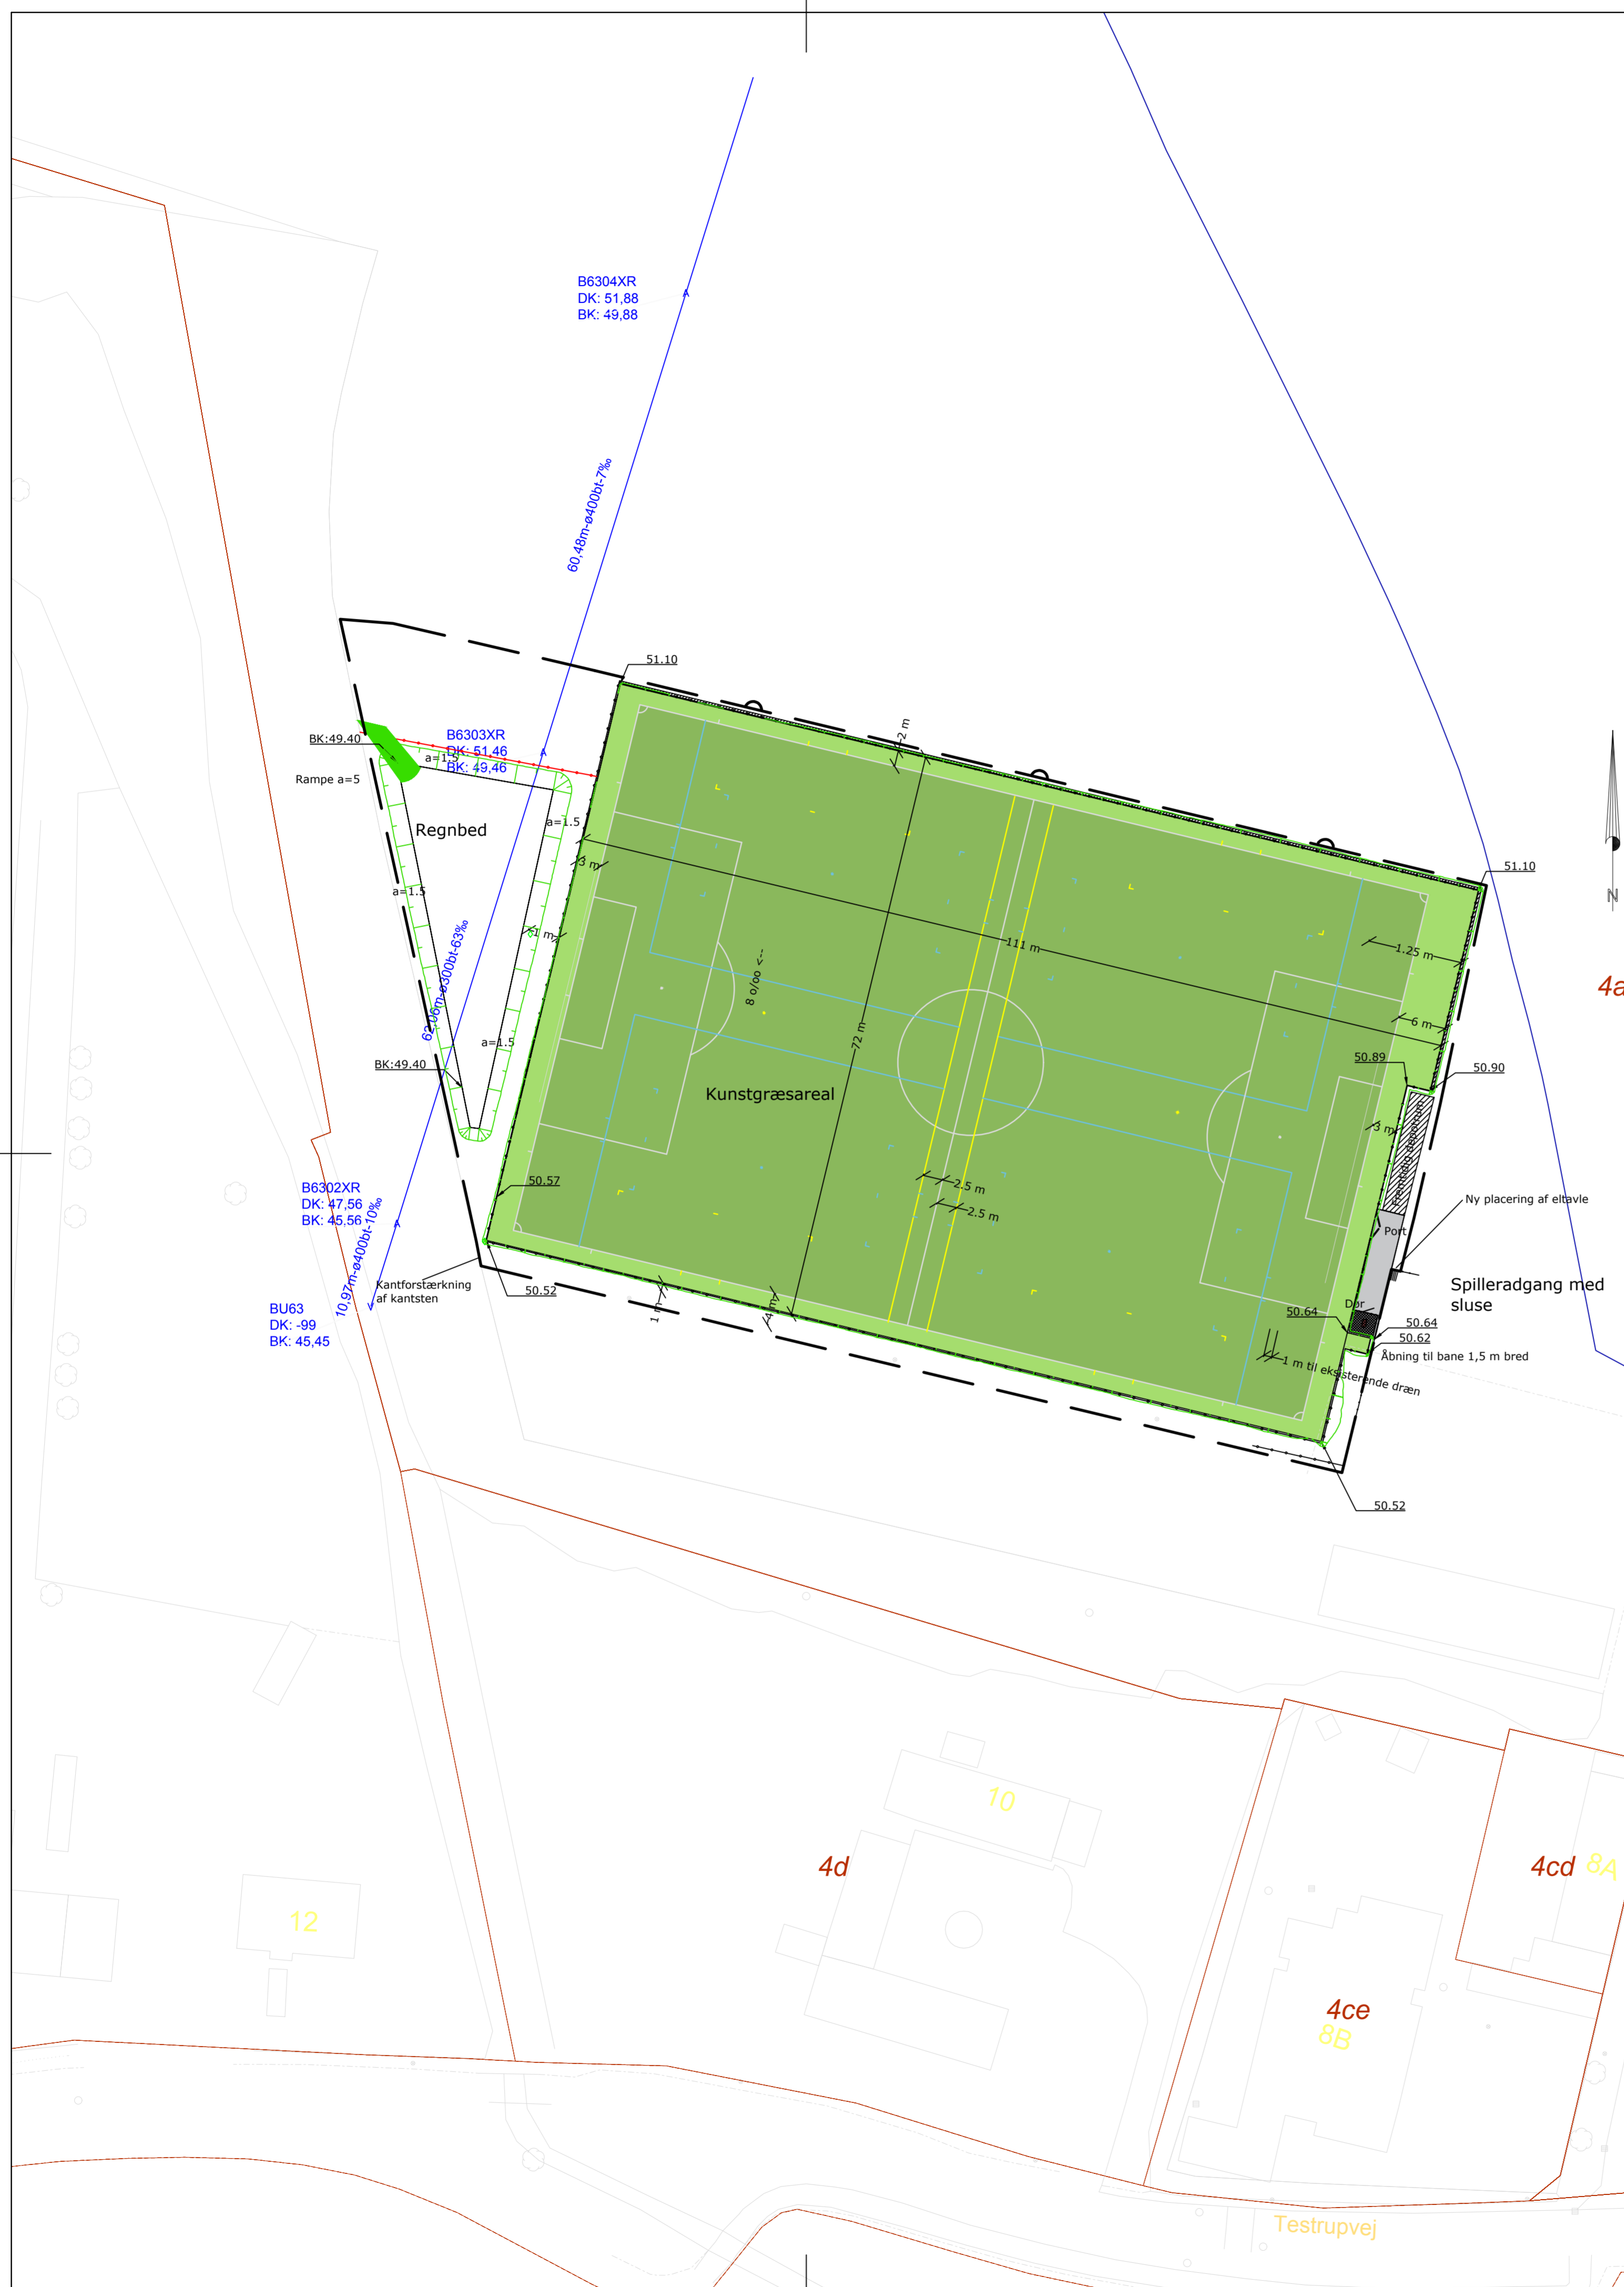 B6304XR
DK: 51,88
BK: 49,88
60,48m-ø400bt-7‰
51.10
B6303XR
DK: 51,46
BK: 49,46
BK:49.40
a=1.5
Rampe a=5
Regnbed
a=1.5
a=1.5
a=1.5
BK:49.40
62,06m-ø300bt-63‰
3 m
1 m
2 m
111 m
72 m
8 o/oo <--
Kunstgræsareal
2.5 m
2.5 m
51.10
1.25 m
6 m
50.89
50.90
3 m
Fremtidig depotrum
Ny placering af eltavle
Port
Spilleradgang med
sluse
Dør
50.64
50.64
50.62
Åbning til bane 1,5 m bred
1 m til eksisterende dræn
50.52
50.57
50.52
1 m
4 m
Kantforstærkning
af kantsten
B6302XR
DK: 47,56
BK: 45,56
10,97m-ø400bt-10‰
BU63
DK: -99
BK: 45,45
N
4a
10
4d
12
4cd
8A
4ce
8B
Testrupvej